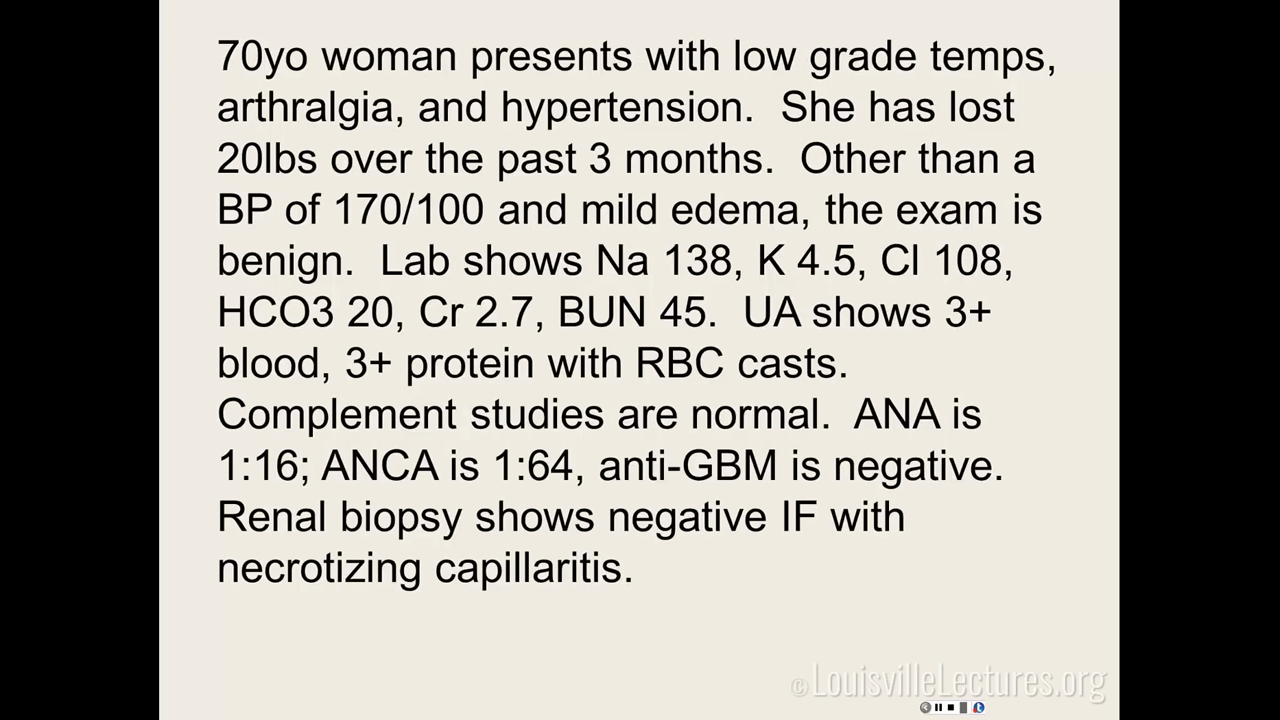 70yo woman presents with low grade temps,
arthralgia, and hypertension.  She has lost
20lbs over the past 3 months.  Other than a
BP of 170/100 and mild edema, the exam is
benign.  Lab shows Na 138, K 4.5, Cl 108,
HCO3 20, Cr 2.7, BUN 45.  UA shows 3+
blood, 3+ protein with RBC casts.
Complement studies are normal.  ANA is
1:16; ANCA is 1:64, anti-GBM is negative.
Renal biopsy shows negative IF with
necrotizing capillaritis.
©LouisvilleLectures.org